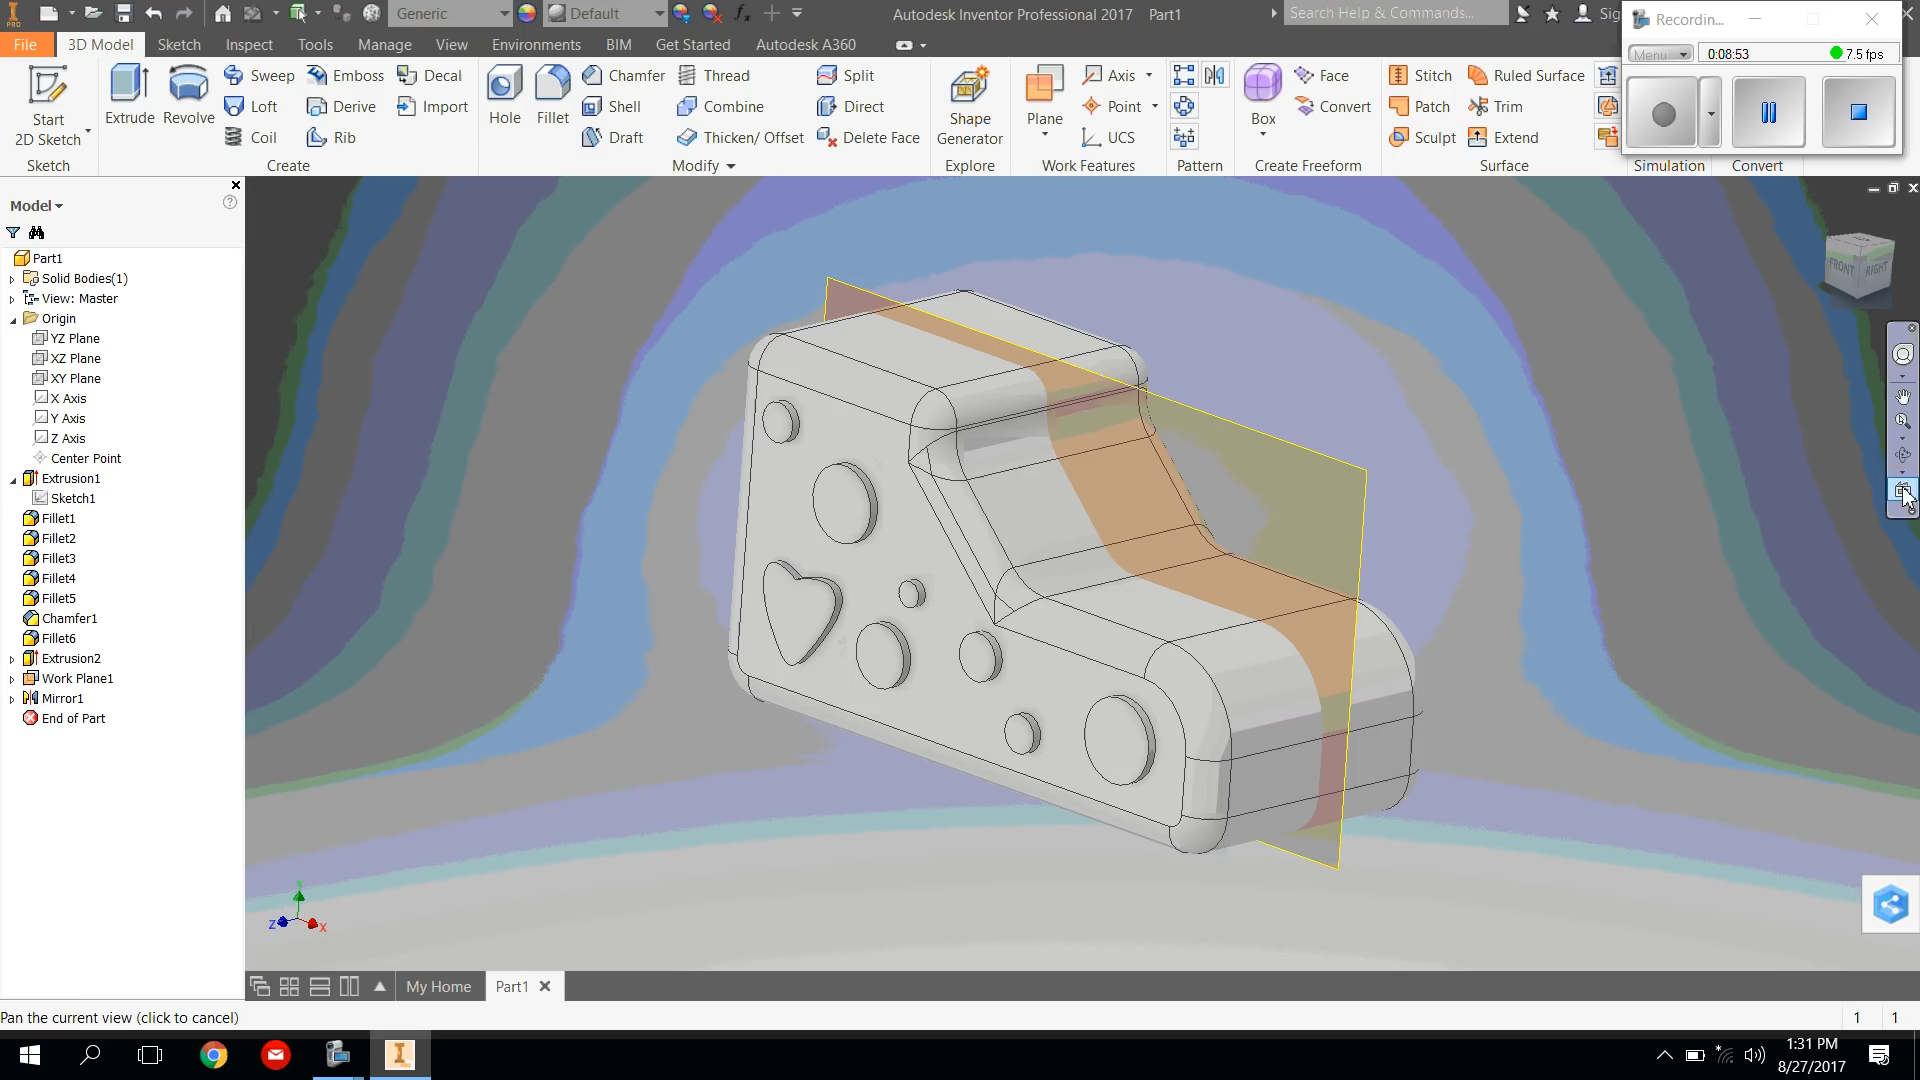 PRO
Generic
Default
fx
Autodesk Inventor Professional 2017 Part1
Search Help & Commands...
Recordin...
File
3D Model
Sketch
Inspect
Tools
Manage
View
Environments
BIM
Get Started
Autodesk A360
Menu
0:08:53
7.5 fps
Start
2D Sketch
Extrude
Revolve
Sweep
Emboss
Decal
Loft
Derive
Import
Coil
Rib
Hole
Fillet
Chamfer
Thread
Split
Shell
Combine
Direct
Draft
Thicken/ Offset
Delete Face
Shape
Generator
Plane
Axis
Point
UCS
Box
Face
Convert
Stitch
Ruled Surface
Patch
Trim
Sculpt
Extend
Sketch
Create
Modify
Explore
Work Features
Pattern
Create Freeform
Surface
Simulation
Convert
Model
Part1
Solid Bodies(1)
View: Master
Origin
YZ Plane
XZ Plane
XY Plane
X Axis
Y Axis
Z Axis
Center Point
Extrusion1
Sketch1
Fillet1
Fillet2
Fillet3
Fillet4
Fillet5
Chamfer1
Fillet6
Extrusion2
Work Plane1
Mirror1
End of Part
FRONT
RIGHT
Z
X
My Home
Part1
Pan the current view (click to cancel)
1
1
1:31 PM
8/27/2017